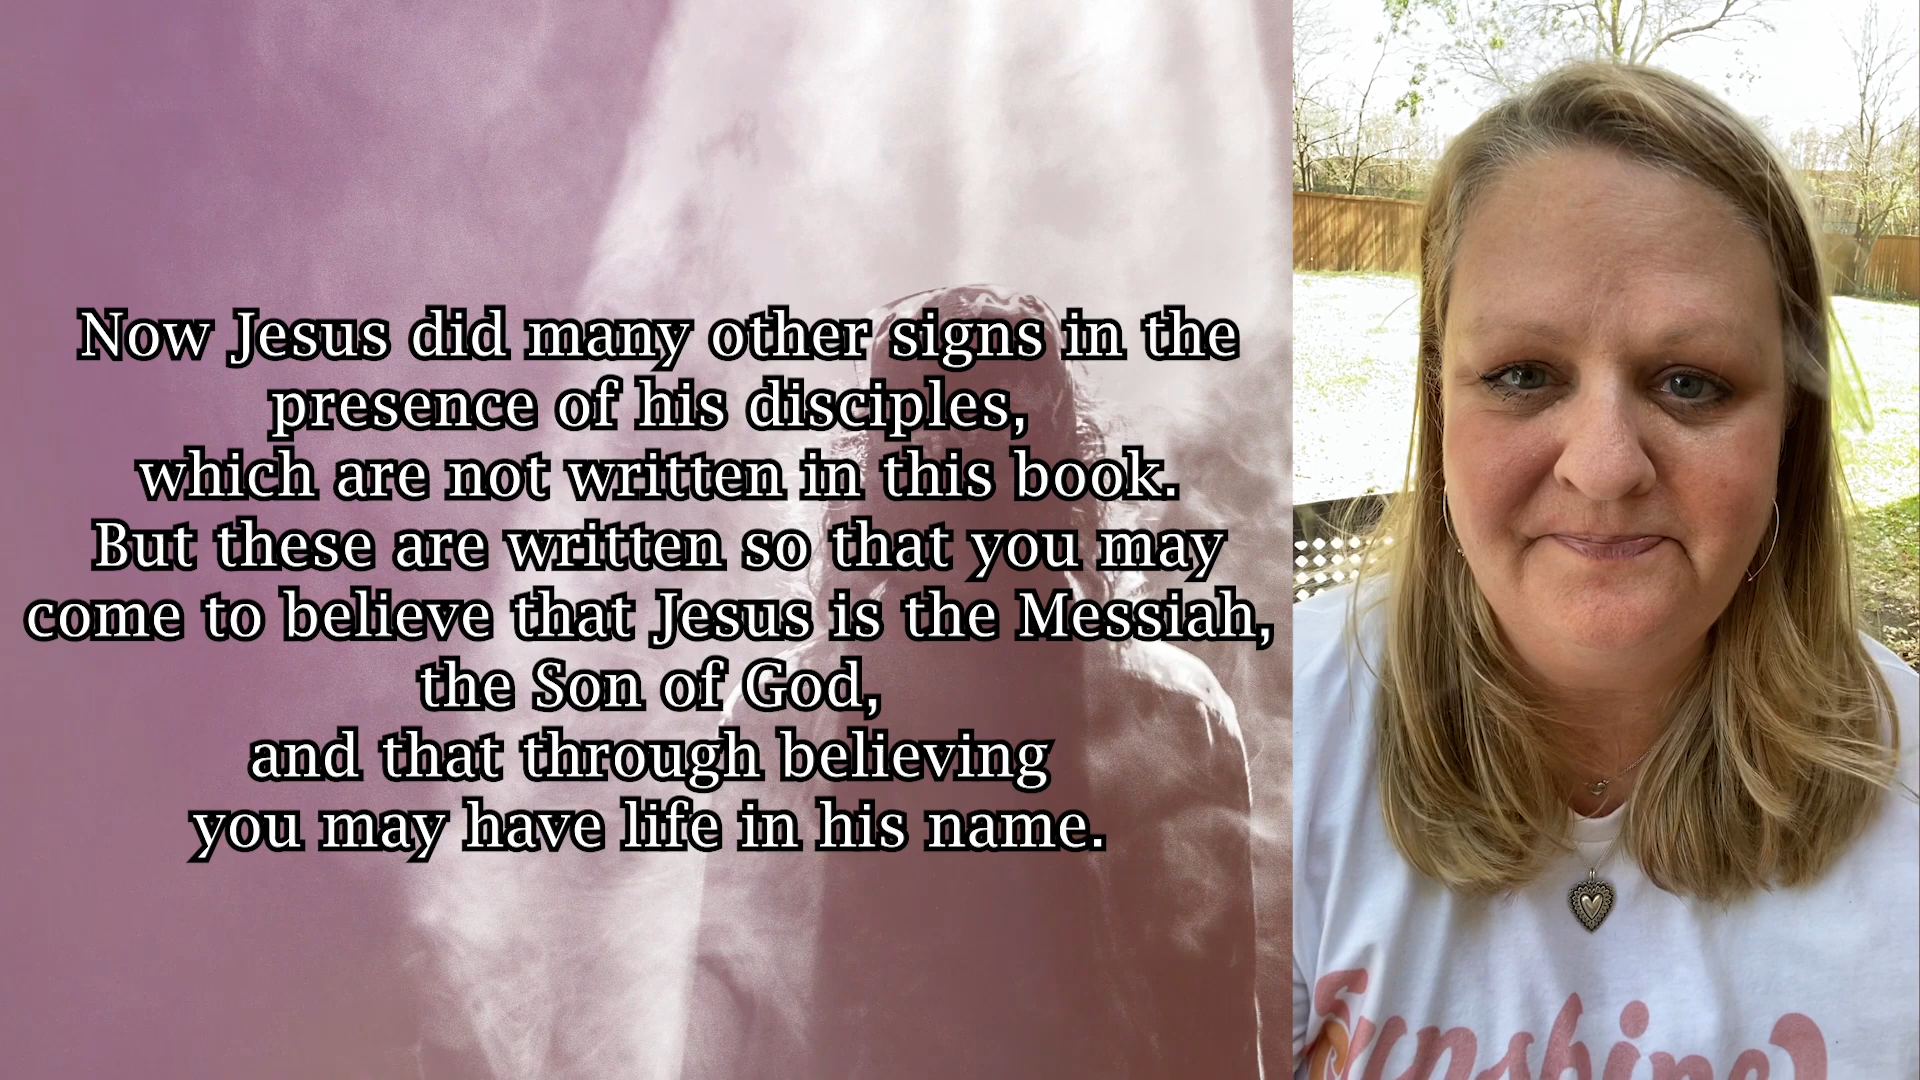 Now Jesus did many other signs in the
presence of his disciples,
which are not written in this book.
But these are written so that you may
come to believe that Jesus is the Messiah,
the Son of God,
and that through believing
you may have life in his name.
Sunshine